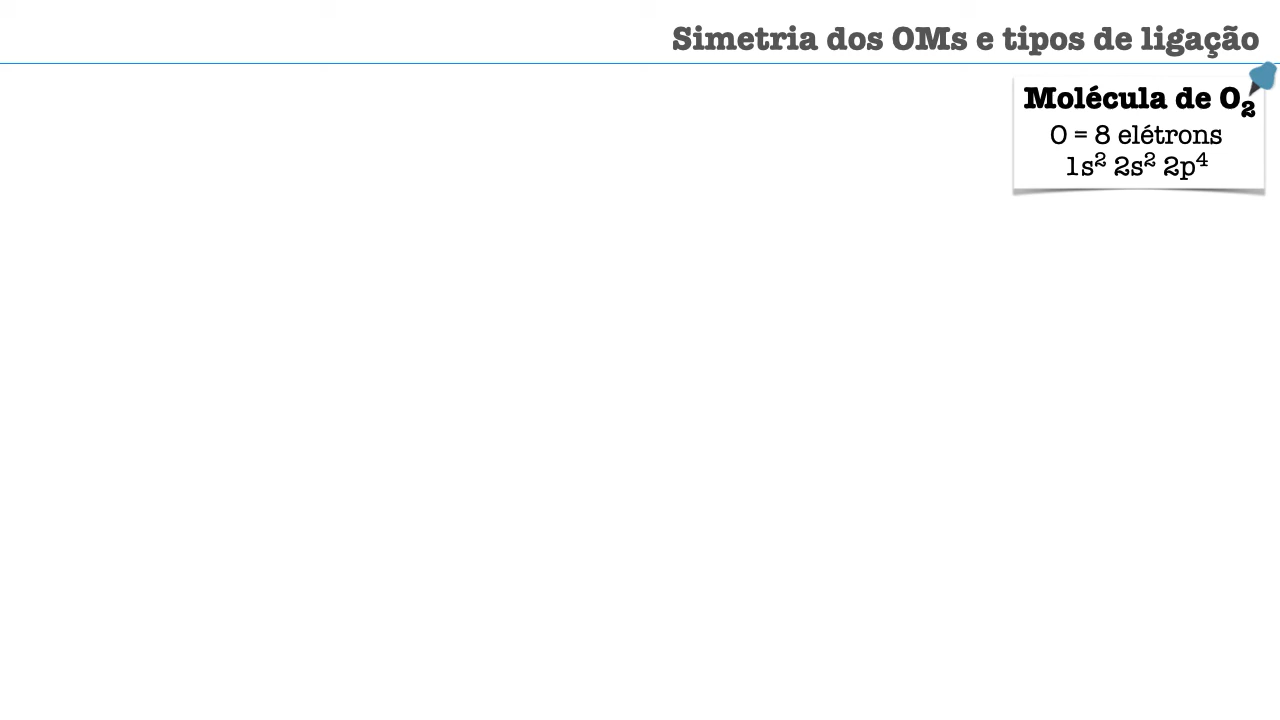 Simetria dos OMs e tipos de ligação
Molécula de O₂
O = 8 elétrons
1s² 2s² 2p⁴